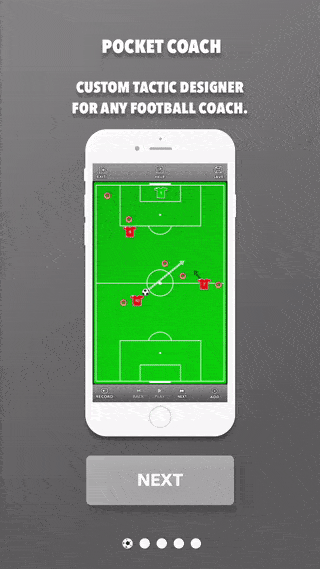 POCKET COACH
CUSTOM TACTIC DESIGNER
FOR ANY FOOTBALL COACH.
EXIT HELP SAVE
RECORD BACK PLAY NEXT ADD
NEXT